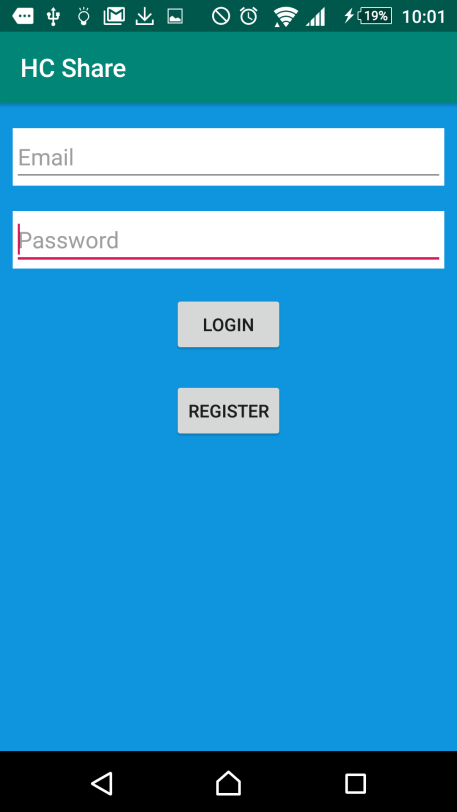 19% 10:01
HC Share
Email
Password
LOGIN
REGISTER